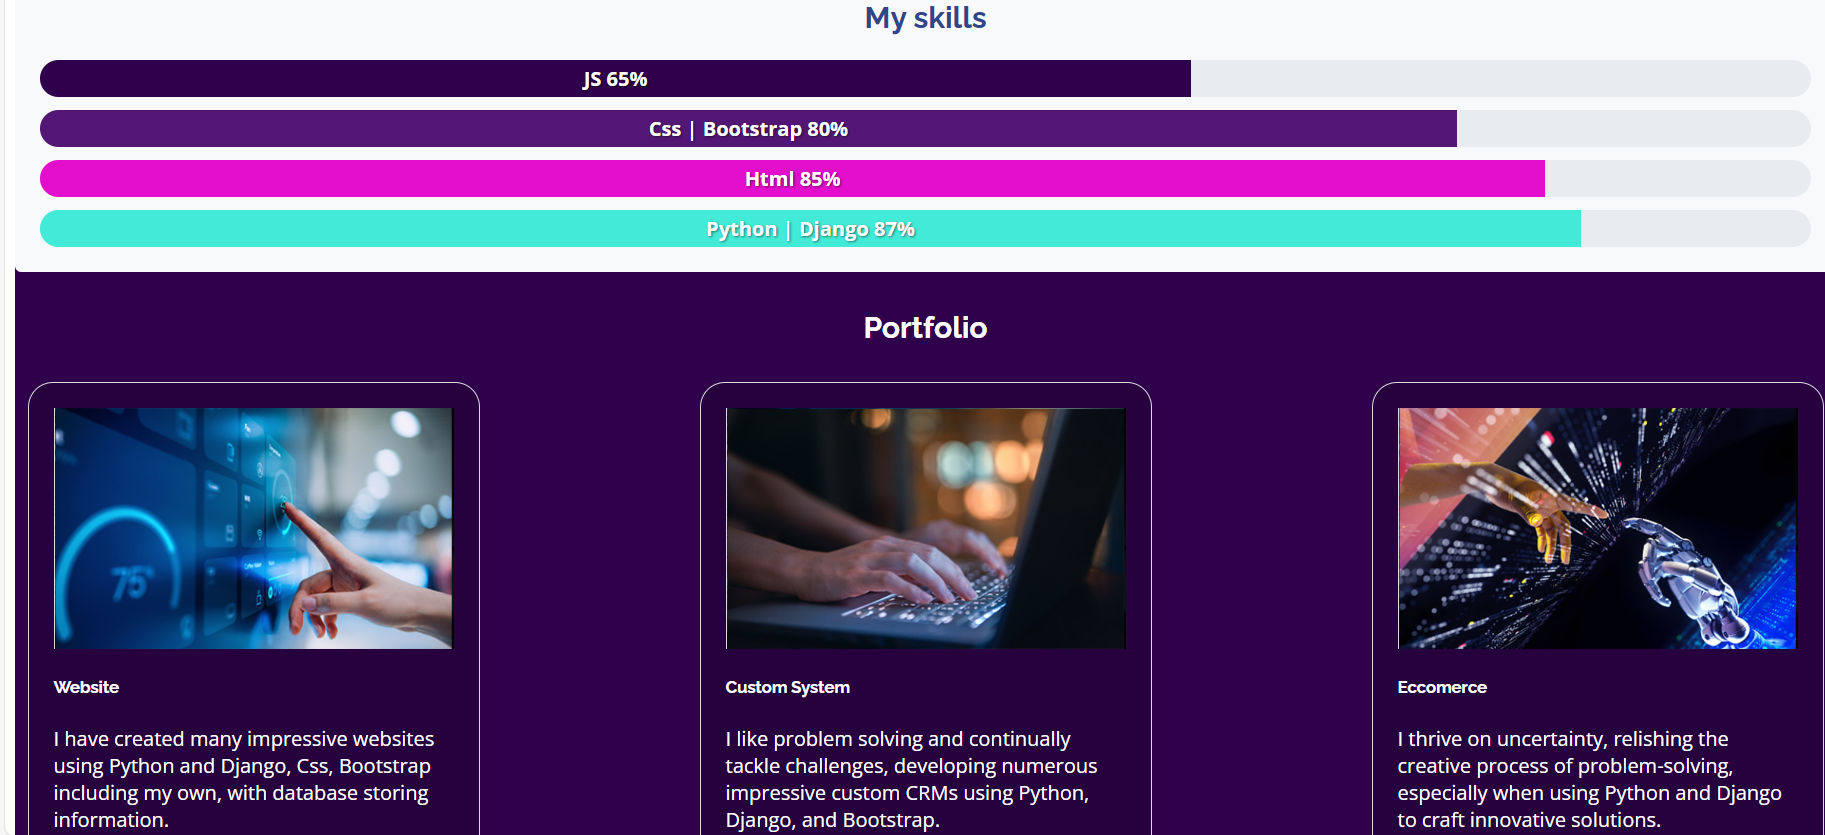 My skills
JS 65%
Css | Bootstrap 80%
Html 85%
Python | Django 87%
Portfolio
75°
Website
I have created many impressive websites
using Python and Django, Css, Bootstrap
including my own, with database storing
information.
Custom System
I like problem solving and continually
tackle challenges, developing numerous
impressive custom CRMs using Python,
Django, and Bootstrap.
Eccomerce
I thrive on uncertainty, relishing the
creative process of problem-solving,
especially when using Python and Django
to craft innovative solutions.